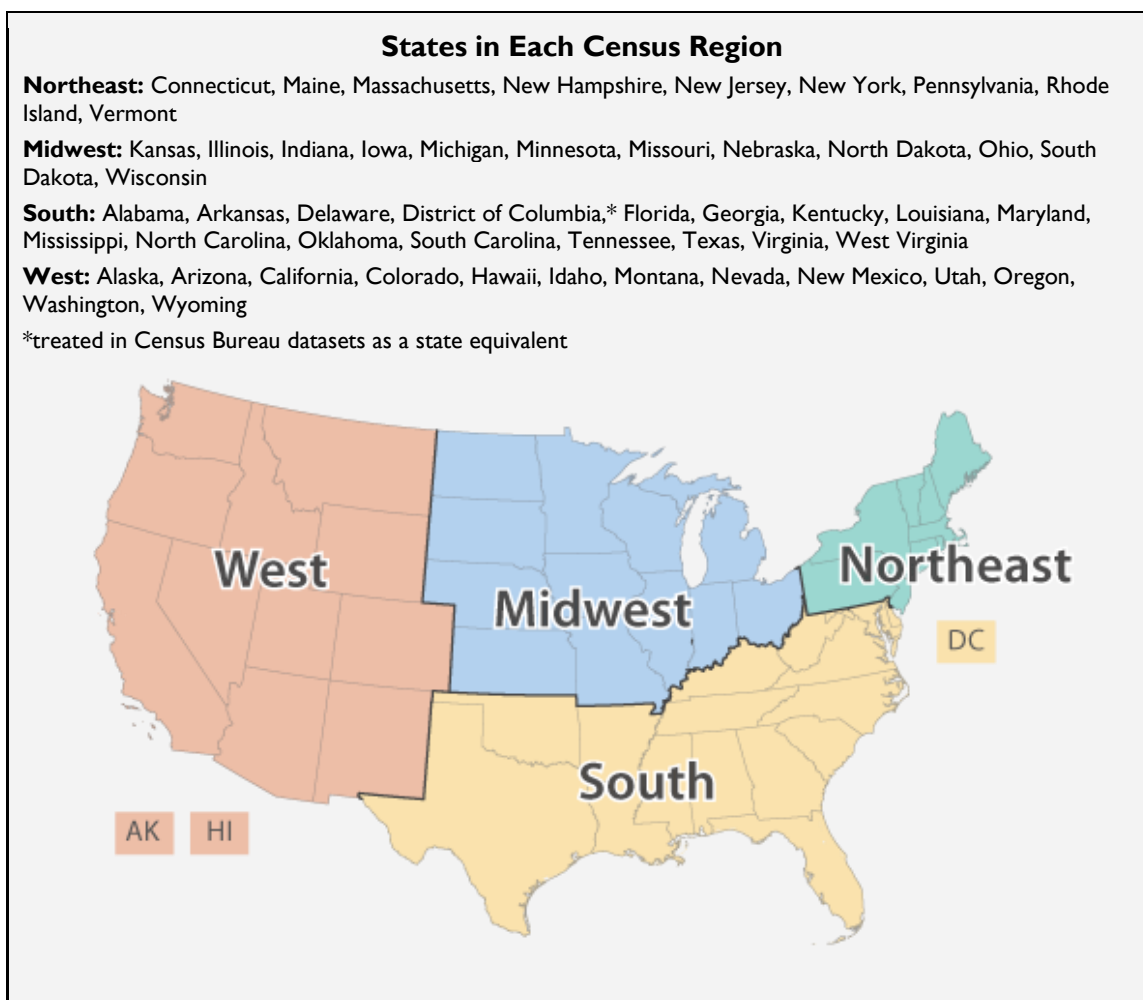 States in Each Census Region
Northeast: Connecticut, Maine, Massachusetts, New Hampshire, New Jersey, New York, Pennsylvania, Rhode
Island, Vermont
Midwest: Kansas, Illinois, Indiana, Iowa, Michigan, Minnesota, Missouri, Nebraska, North Dakota, Ohio, South
Dakota, Wisconsin
South: Alabama, Arkansas, Delaware, District of Columbia,* Florida, Georgia, Kentucky, Louisiana, Maryland,
Mississippi, North Carolina, Oklahoma, South Carolina, Tennessee, Texas, Virginia, West Virginia
West: Alaska, Arizona, California, Colorado, Hawaii, Idaho, Montana, Nevada, New Mexico, Utah, Oregon,
Washington, Wyoming
*treated in Census Bureau datasets as a state equivalent
West
Northeast
Midwest
DC
South
AK HI